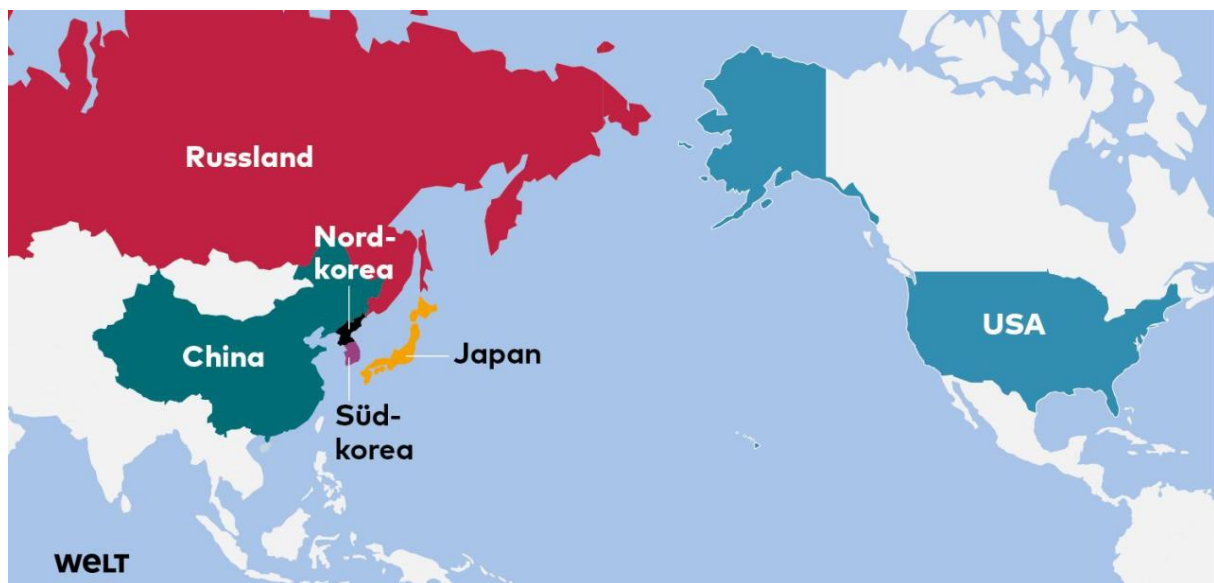 Russland
Nord-
korea
USA
China
Japan
Süd-
korea
WELT